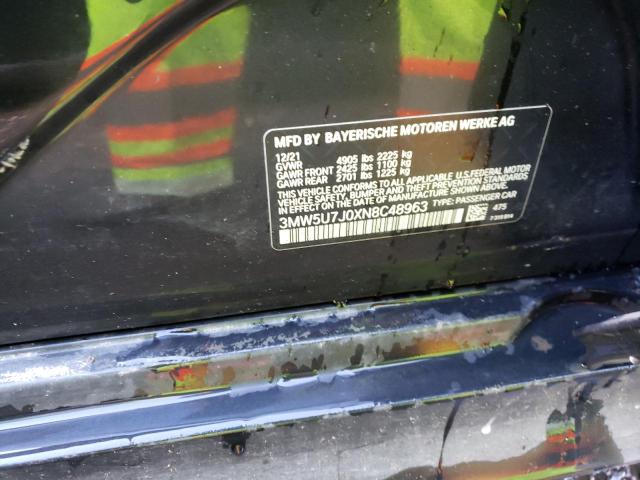 MFD BY BAYERISCHE MOTOREN WERKE AG
12/21
GVWR 4905 lbs 2225 kg
GAWR FRONT 2425 lbs 1100 kg
GAWR REAR 2701 lbs 1225 kg
THIS VEHICLE CONFORMS TO ALL APPLICABLE U.S. FEDERAL MOTOR
VEHICLE SAFETY, BUMPER, AND THEFT PREVENTION STANDARDS
IN EFFECT ON THE DATE OF MANUFACTURE SHOWN ABOVE.
3MW5U7J0XN8C48963 TYPE: PASSENGER CAR
475